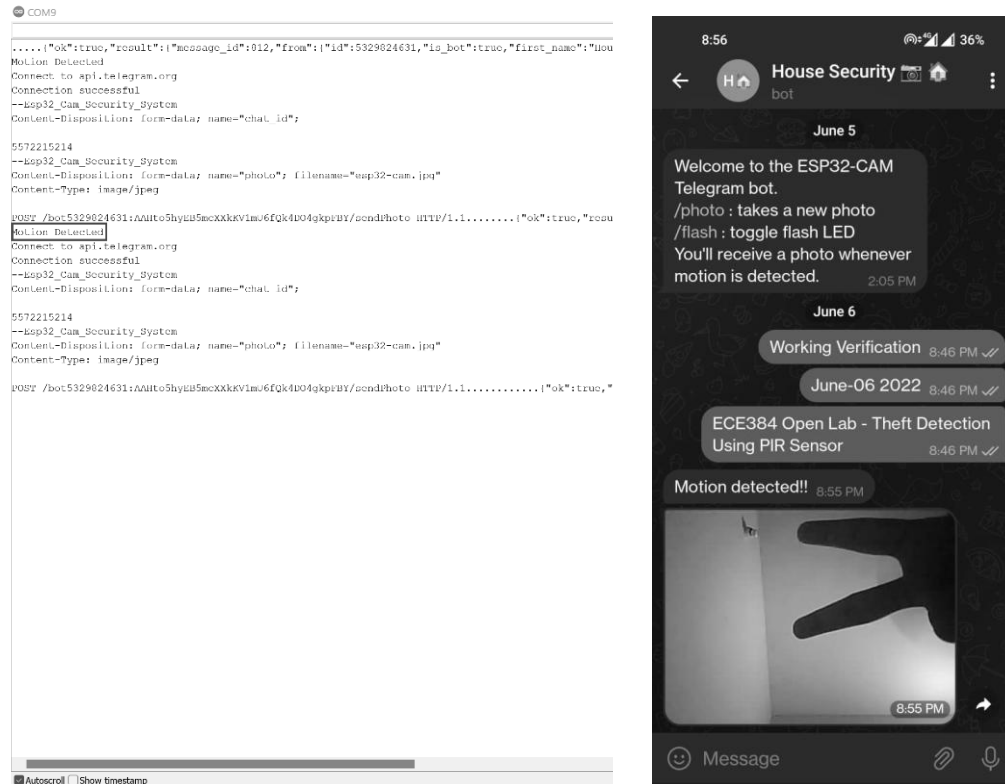 COM9
.....{"ok":true,"result":{"message_id":812,"from":{"id":5329824631,"is_bot":true,"first_name":"Hou
Motion Detected
Connect to api.telegram.org
Connection successful
--Esp32_Cam_Security_System
Content-Disposition: form-data; name="chat_id";
5572215214
--Esp32_Cam_Security_System
Content-Disposition: form-data; name="photo"; filename="esp32-cam.jpg"
Content-Type: image/jpeg
POST /sendPhoto HTTP/1.1........{"ok":true,"resu
Motion Detected
Connect to api.telegram.org
Connection successful
--Esp32_Cam_Security_System
Content-Disposition: form-data; name="chat_id";
5572215214
--Esp32_Cam_Security_System
Content-Disposition: form-data; name="photo"; filename="esp32-cam.jpg"
Content-Type: image/jpeg
POST /sendPhoto HTTP/1.1............{"ok":true,"
Autoscroll Show timestamp
8:56
4G
36%
House Security
bot
June 5
Welcome to the ESP32-CAM
Telegram bot.
/photo : takes a new photo
/flash : toggle flash LED
You'll receive a photo whenever
motion is detected.
2:05 PM
June 6
Working Verification 8:46 PM
June-06 2022 8:46 PM
ECE384 Open Lab - Theft Detection
Using PIR Sensor
8:46 PM
Motion detected!! 8:55 PM
8:55 PM
Message